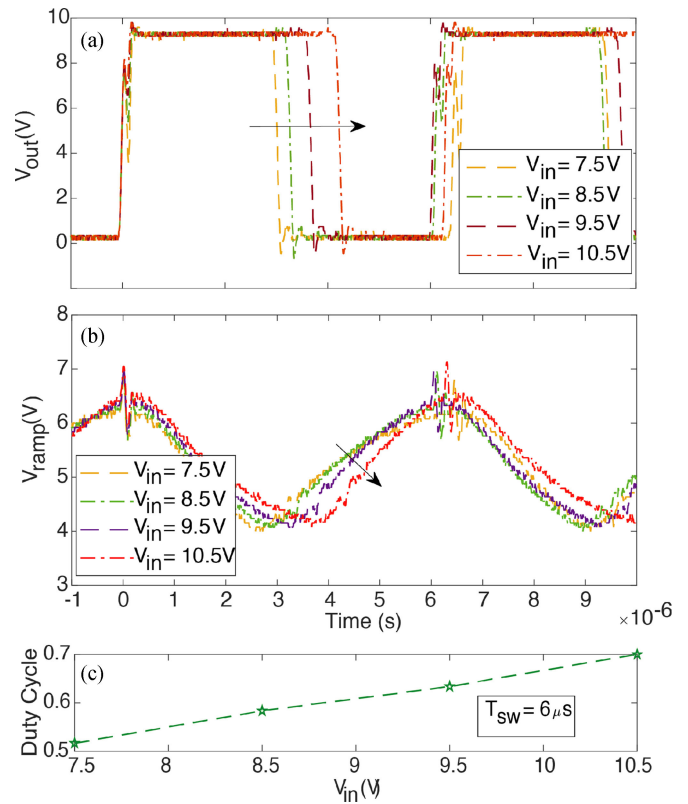 (a)
10
8
6
4
2
0
V_out(V)
V_in = 7.5V
V_in = 8.5V
V_in = 9.5V
V_in = 10.5V
(b)
7
6
5
4
3
V_ramp(V)
V_in = 7.5V
V_in = 8.5V
V_in = 9.5V
V_in = 10.5V
-1 0 1 2 3 4 5 6 7 8 9 10
Time (s)
×10^-6
(c)
0.7
0.6
0.5
Duty Cycle
T_sw = 6μs
7.5 8 8.5 9 9.5 10 10.5
V_in(V)